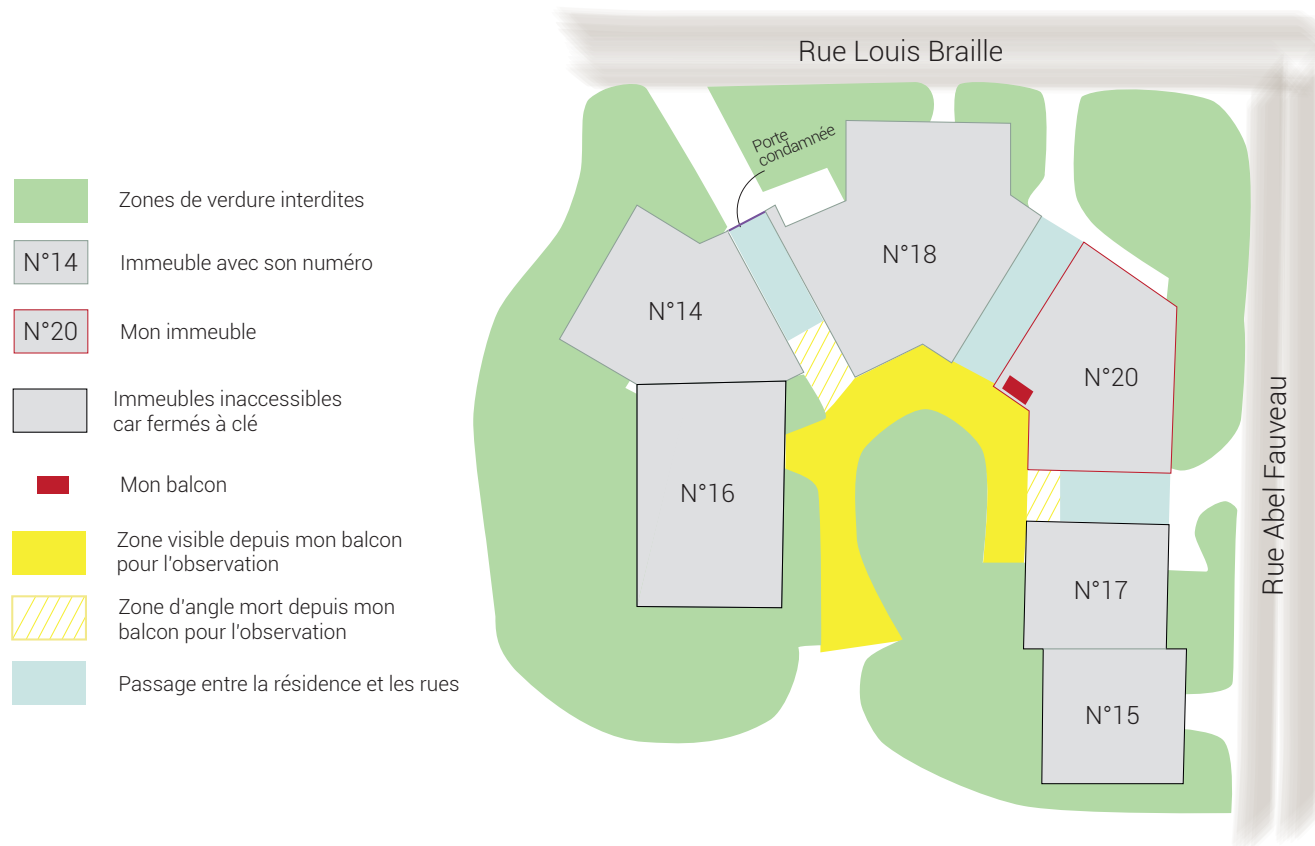 Rue Louis Braille
Porte
condamnée
Zones de verdure interdites
N°14
Immeuble avec son numéro
N°20
Mon immeuble
Immeubles inaccessibles
car fermés à clé
Mon balcon
Zone visible depuis mon balcon
pour l'observation
Zone d'angle mort depuis mon
balcon pour l'observation
Passage entre la résidence et les rues
N°18
N°14
N°20
N°16
N°17
N°15
Rue Abel Fauveau